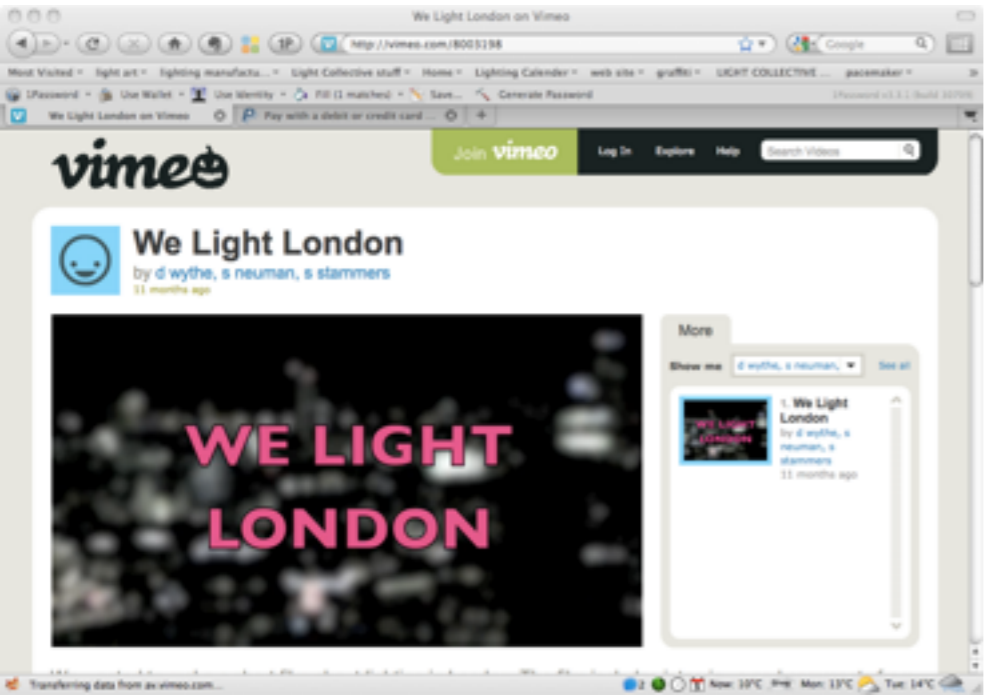 We Light London on Vimeo
http://vimeo.com/8003198
Google
Most Visited light art lighting manufactu... Light Collective stuff Home Lighting Calender web site graffiti LIGHT COLLECTIVE ... pacemaker
1Password Use Wallet Use Identity Fill (1 matches) Save... Generate Password
We Light London on Vimeo Pay with a debit or credit card ...
vimeo
Join vimeo Log In Explore Help Search Videos
We Light London
by d wythe, s neuman, s stammers
11 months ago
WE LIGHT
LONDON
More
Show me d wythe, s neuman, See all
WE LIGHT
LONDON
1. We Light
London
by d wythe, s
neuman, s
stammers
11 months ago
Transferring data from av.vimeo.com...
2 Now: 10°C Mon: 13°C Tue: 14°C